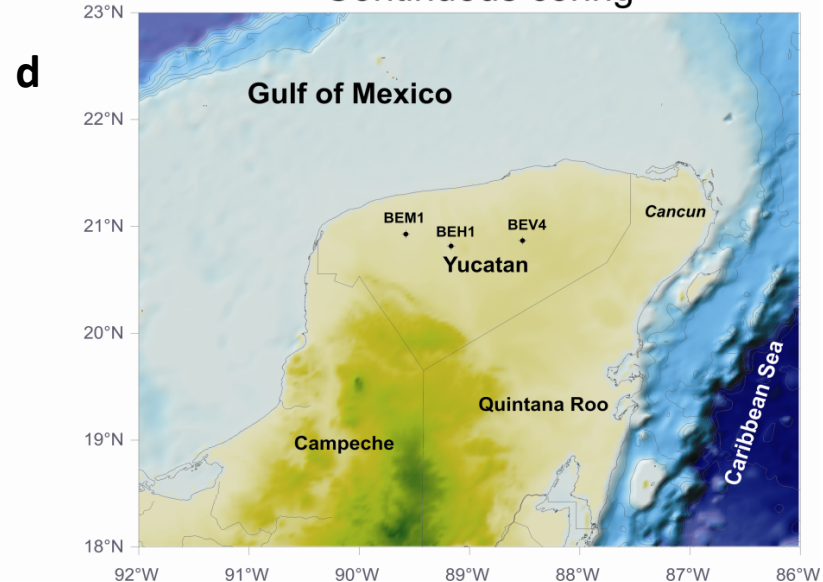 d
23°N
Gulf of Mexico
22°N
21°N
BEM1
BEH1
BEV4
Cancun
Yucatan
20°N
Quintana Roo
Caribbean Sea
19°N
Campeche
18°N
92°W 91°W 90°W 89°W 88°W 87°W 86°W